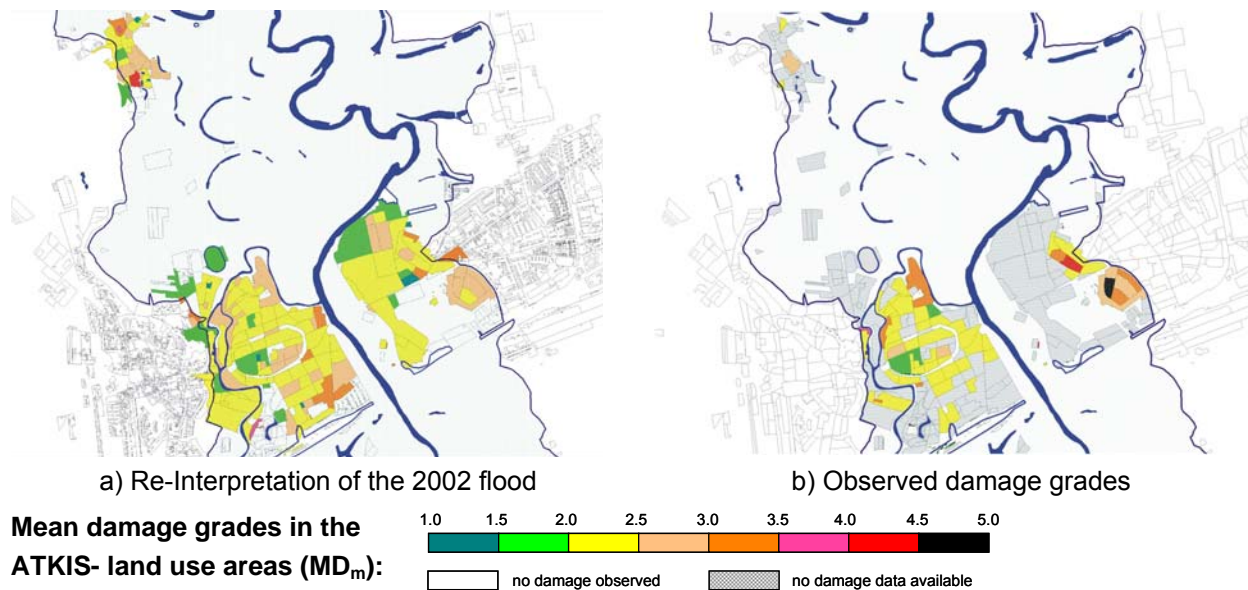 a) Re-Interpretation of the 2002 flood
b) Observed damage grades
Mean damage grades in the
ATKIS- land use areas (MDm):
1.0 1.5 2.0 2.5 3.0 3.5 4.0 4.5 5.0
no damage observed
no damage data available